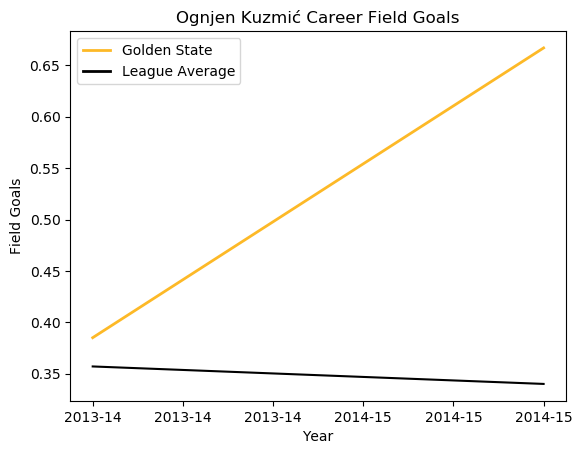 Ognjen Kuzmić Career Field Goals
Golden State
League Average
0.65
0.60
0.55
0.50
0.45
0.40
0.35
Field Goals
2013-14 2013-14 2013-14 2014-15 2014-15 2014-15
Year